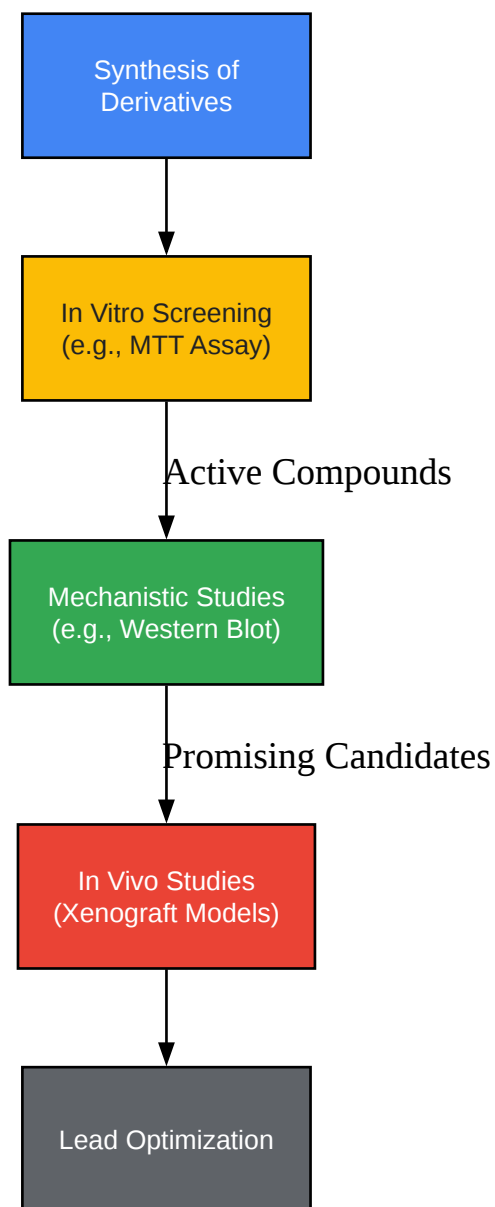 Synthesis of
Derivatives
In Vitro Screening
(e.g., MTT Assay)
Active Compounds
Mechanistic Studies
(e.g., Western Blot)
Promising Candidates
In Vivo Studies
(Xenograft Models)
Lead Optimization